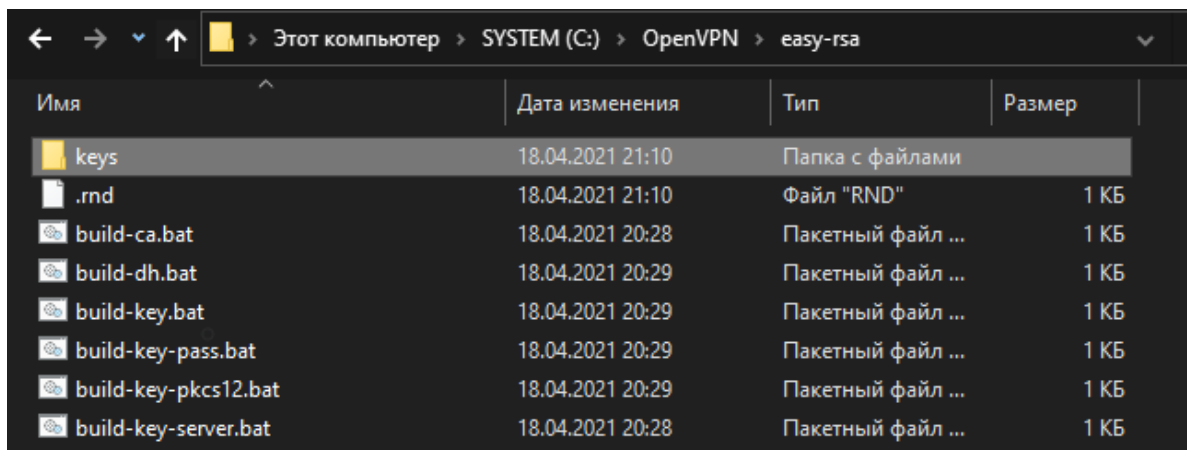 Этот компьютер > SYSTEM (C:) > OpenVPN > easy-rsa
Имя Дата изменения Тип Размер
keys 18.04.2021 21:10 Папка с файлами
.rnd 18.04.2021 21:10 Файл "RND" 1 КБ
build-ca.bat 18.04.2021 20:28 Пакетный файл ... 1 КБ
build-dh.bat 18.04.2021 20:29 Пакетный файл ... 1 КБ
build-key.bat 18.04.2021 20:29 Пакетный файл ... 1 КБ
build-key-pass.bat 18.04.2021 20:29 Пакетный файл ... 1 КБ
build-key-pkcs12.bat 18.04.2021 20:29 Пакетный файл ... 1 КБ
build-key-server.bat 18.04.2021 20:28 Пакетный файл ... 1 КБ